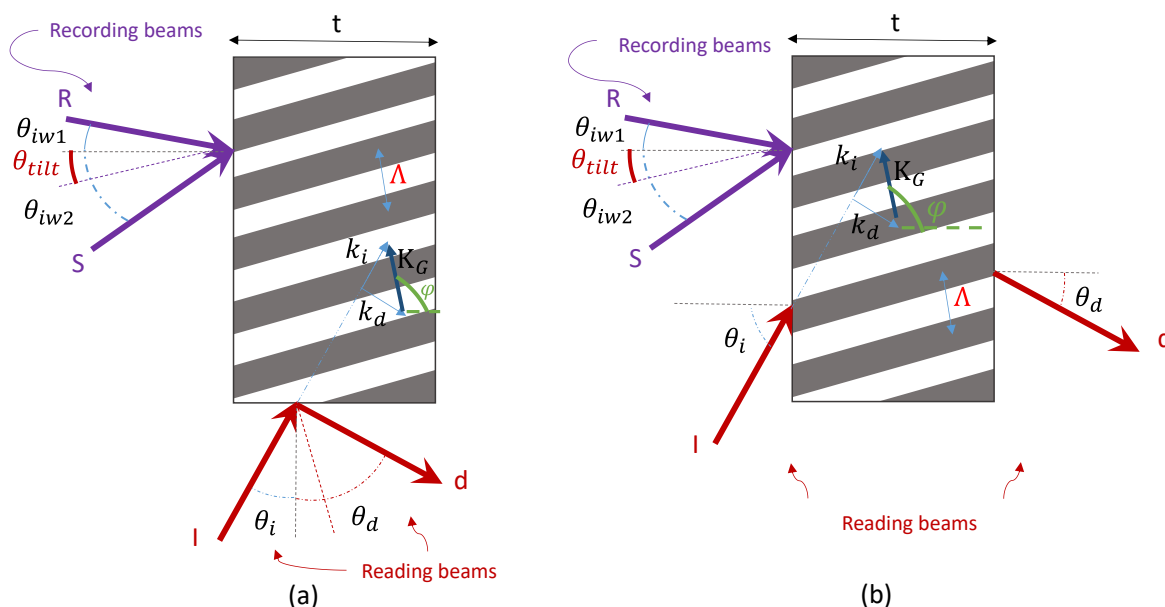 t
Recording beams
R
θiw1
θtilt
θiw2
S
Λ
ki
KG
kd
φ
I
θi
θd
d
Reading beams
(a)
t
Recording beams
R
θiw1
θtilt
θiw2
S
ki
KG
kd
φ
Λ
θi
θd
d
I
Reading beams
(b)